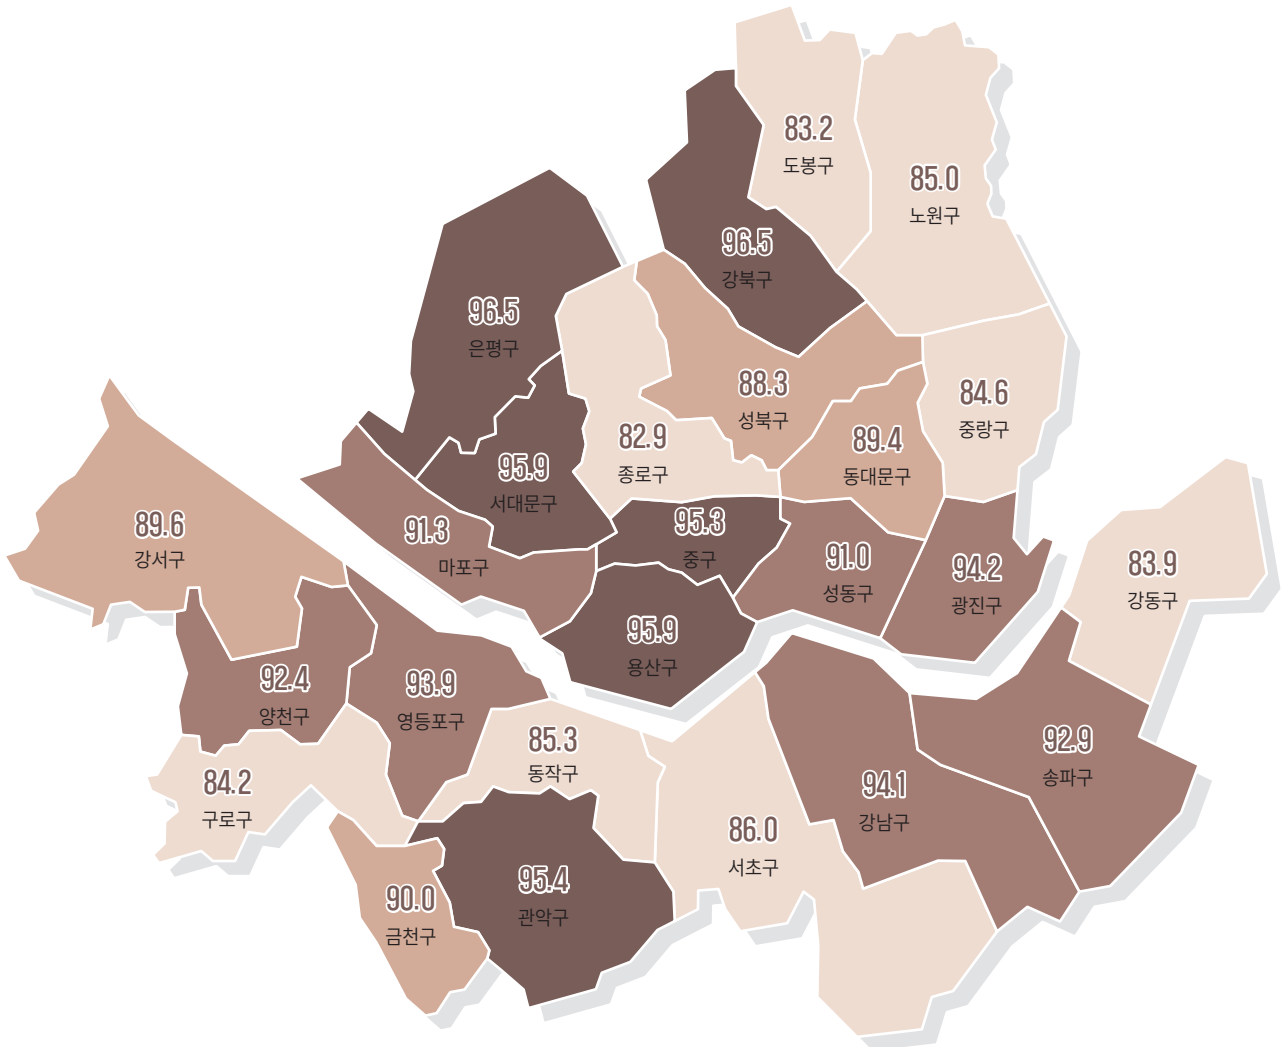 83.2
도봉구
85.0
노원구
96.5
강북구
96.5
은평구
88.3
성북구
84.6
중랑구
82.9
종로구
89.4
동대문구
95.9
서대문구
89.6
강서구
91.3
마포구
95.3
중구
91.0
성동구
94.2
광진구
83.9
강동구
95.9
용산구
92.4
양천구
93.9
영등포구
85.3
동작구
92.9
송파구
84.2
구로구
94.1
강남구
86.0
서초구
90.0
금천구
95.4
관악구